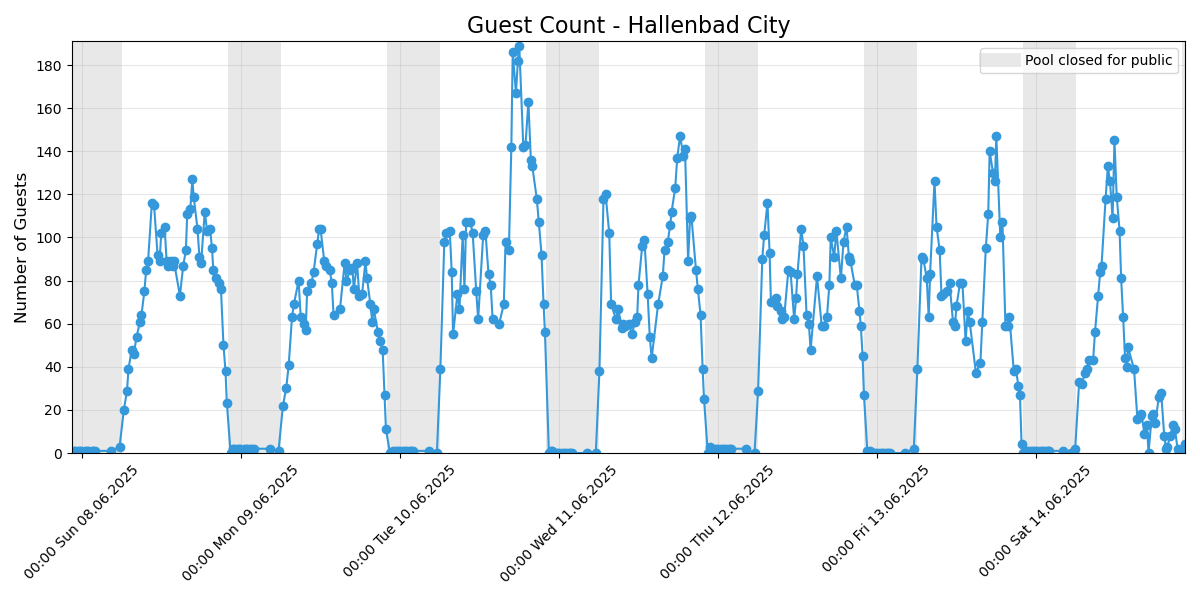 Guest Count - Hallenbad City
Pool closed for public
Number of Guests
180
160
140
120
100
80
60
40
20
0
00:00 Sun 08.06.2025
00:00 Mon 09.06.2025
00:00 Tue 10.06.2025
00:00 Wed 11.06.2025
00:00 Thu 12.06.2025
00:00 Fri 13.06.2025
00:00 Sat 14.06.2025